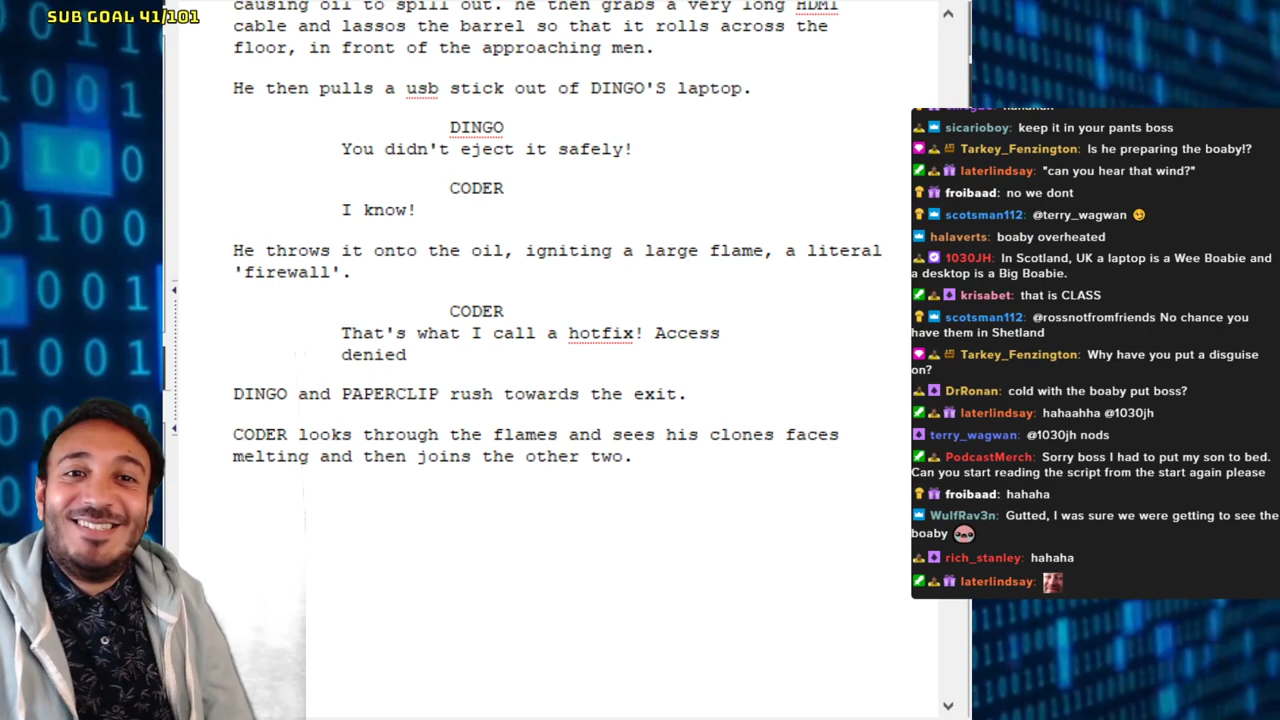 SUB GOAL 41/101
causing oil to spill out. He then grabs a very long HDMI
cable and lassos the barrel so that it rolls across the
floor, in front of the approaching men.
He then pulls a usb stick out of DINGO'S laptop.
DINGO
You didn't eject it safely!
CODER
I know!
He throws it onto the oil, igniting a large flame, a literal
'firewall'.
CODER
That's what I call a hotfix! Access
denied
DINGO and PAPERCLIP rush towards the exit.
CODER looks through the flames and sees his clones faces
melting and then joins the other two.
sicarioboy: keep it in your pants boss
Tarkey_Fenzington: Is he preparing the boaby!?
laterlindsay: "can you hear that wind?"
froibaad: no we dont
scotsman112: @terry_wagwan 😏
halaverts: boaby overheated
1030JH: In Scotland, UK a laptop is a Wee Boabie and
a desktop is a Big Boabie.
krisabet: that is CLASS
scotsman112: @rossnotfromfriends No chance you
have them in Shetland
Tarkey_Fenzington: Why have you put a disguise
on?
DrRonan: cold with the boaby put boss?
laterlindsay: hahaahha @1030jh
terry_wagwan: @1030jh nods
PodcastMerch: Sorry boss I had to put my son to bed.
Can you start reading the script from the start again please
froibaad: hahaha
WulfRav3n: Gutted, I was sure we were getting to see the
boaby
rich_stanley: hahaha
laterlindsay: